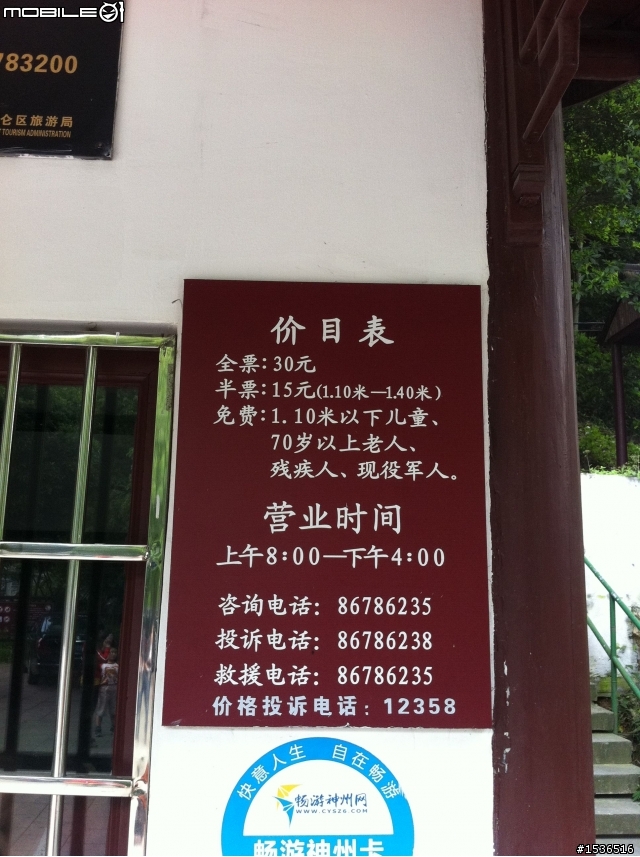 MOBILE01
783200
仑区旅游局
TOURISM ADMINISTRATION
价目表
全票：30元
半票：15元(1.10米—1.40米)
免费：1.10米以下儿童、
70岁以上老人、
残疾人、现役军人。
营业时间
上午8:00—下午4:00
咨询电话：86786235
投诉电话：86786238
救援电话：86786235
价格投诉电话：12358
快意人生 自在畅游
畅游神州网
WWW.CYSZ6.COM
畅游神州卡
#1536516